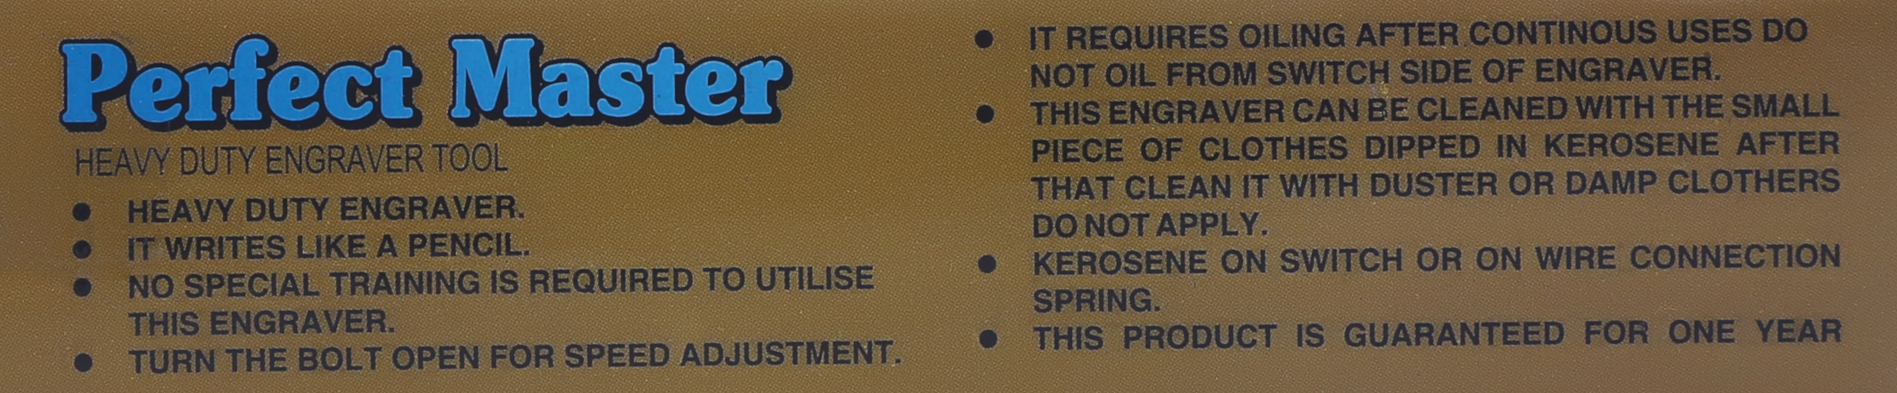 Perfect Master
HEAVY DUTY ENGRAVER TOOL
● HEAVY DUTY ENGRAVER.
● IT WRITES LIKE A PENCIL.
● NO SPECIAL TRAINING IS REQUIRED TO UTILISE
THIS ENGRAVER.
● TURN THE BOLT OPEN FOR SPEED ADJUSTMENT.
● IT REQUIRES OILING AFTER CONTINOUS USES DO
NOT OIL FROM SWITCH SIDE OF ENGRAVER.
● THIS ENGRAVER CAN BE CLEANED WITH THE SMALL
PIECE OF CLOTHES DIPPED IN KEROSENE AFTER
THAT CLEAN IT WITH DUSTER OR DAMP CLOTHERS
DO NOT APPLY.
● KEROSENE ON SWITCH OR ON WIRE CONNECTION
SPRING.
● THIS PRODUCT IS GUARANTEED FOR ONE YEAR